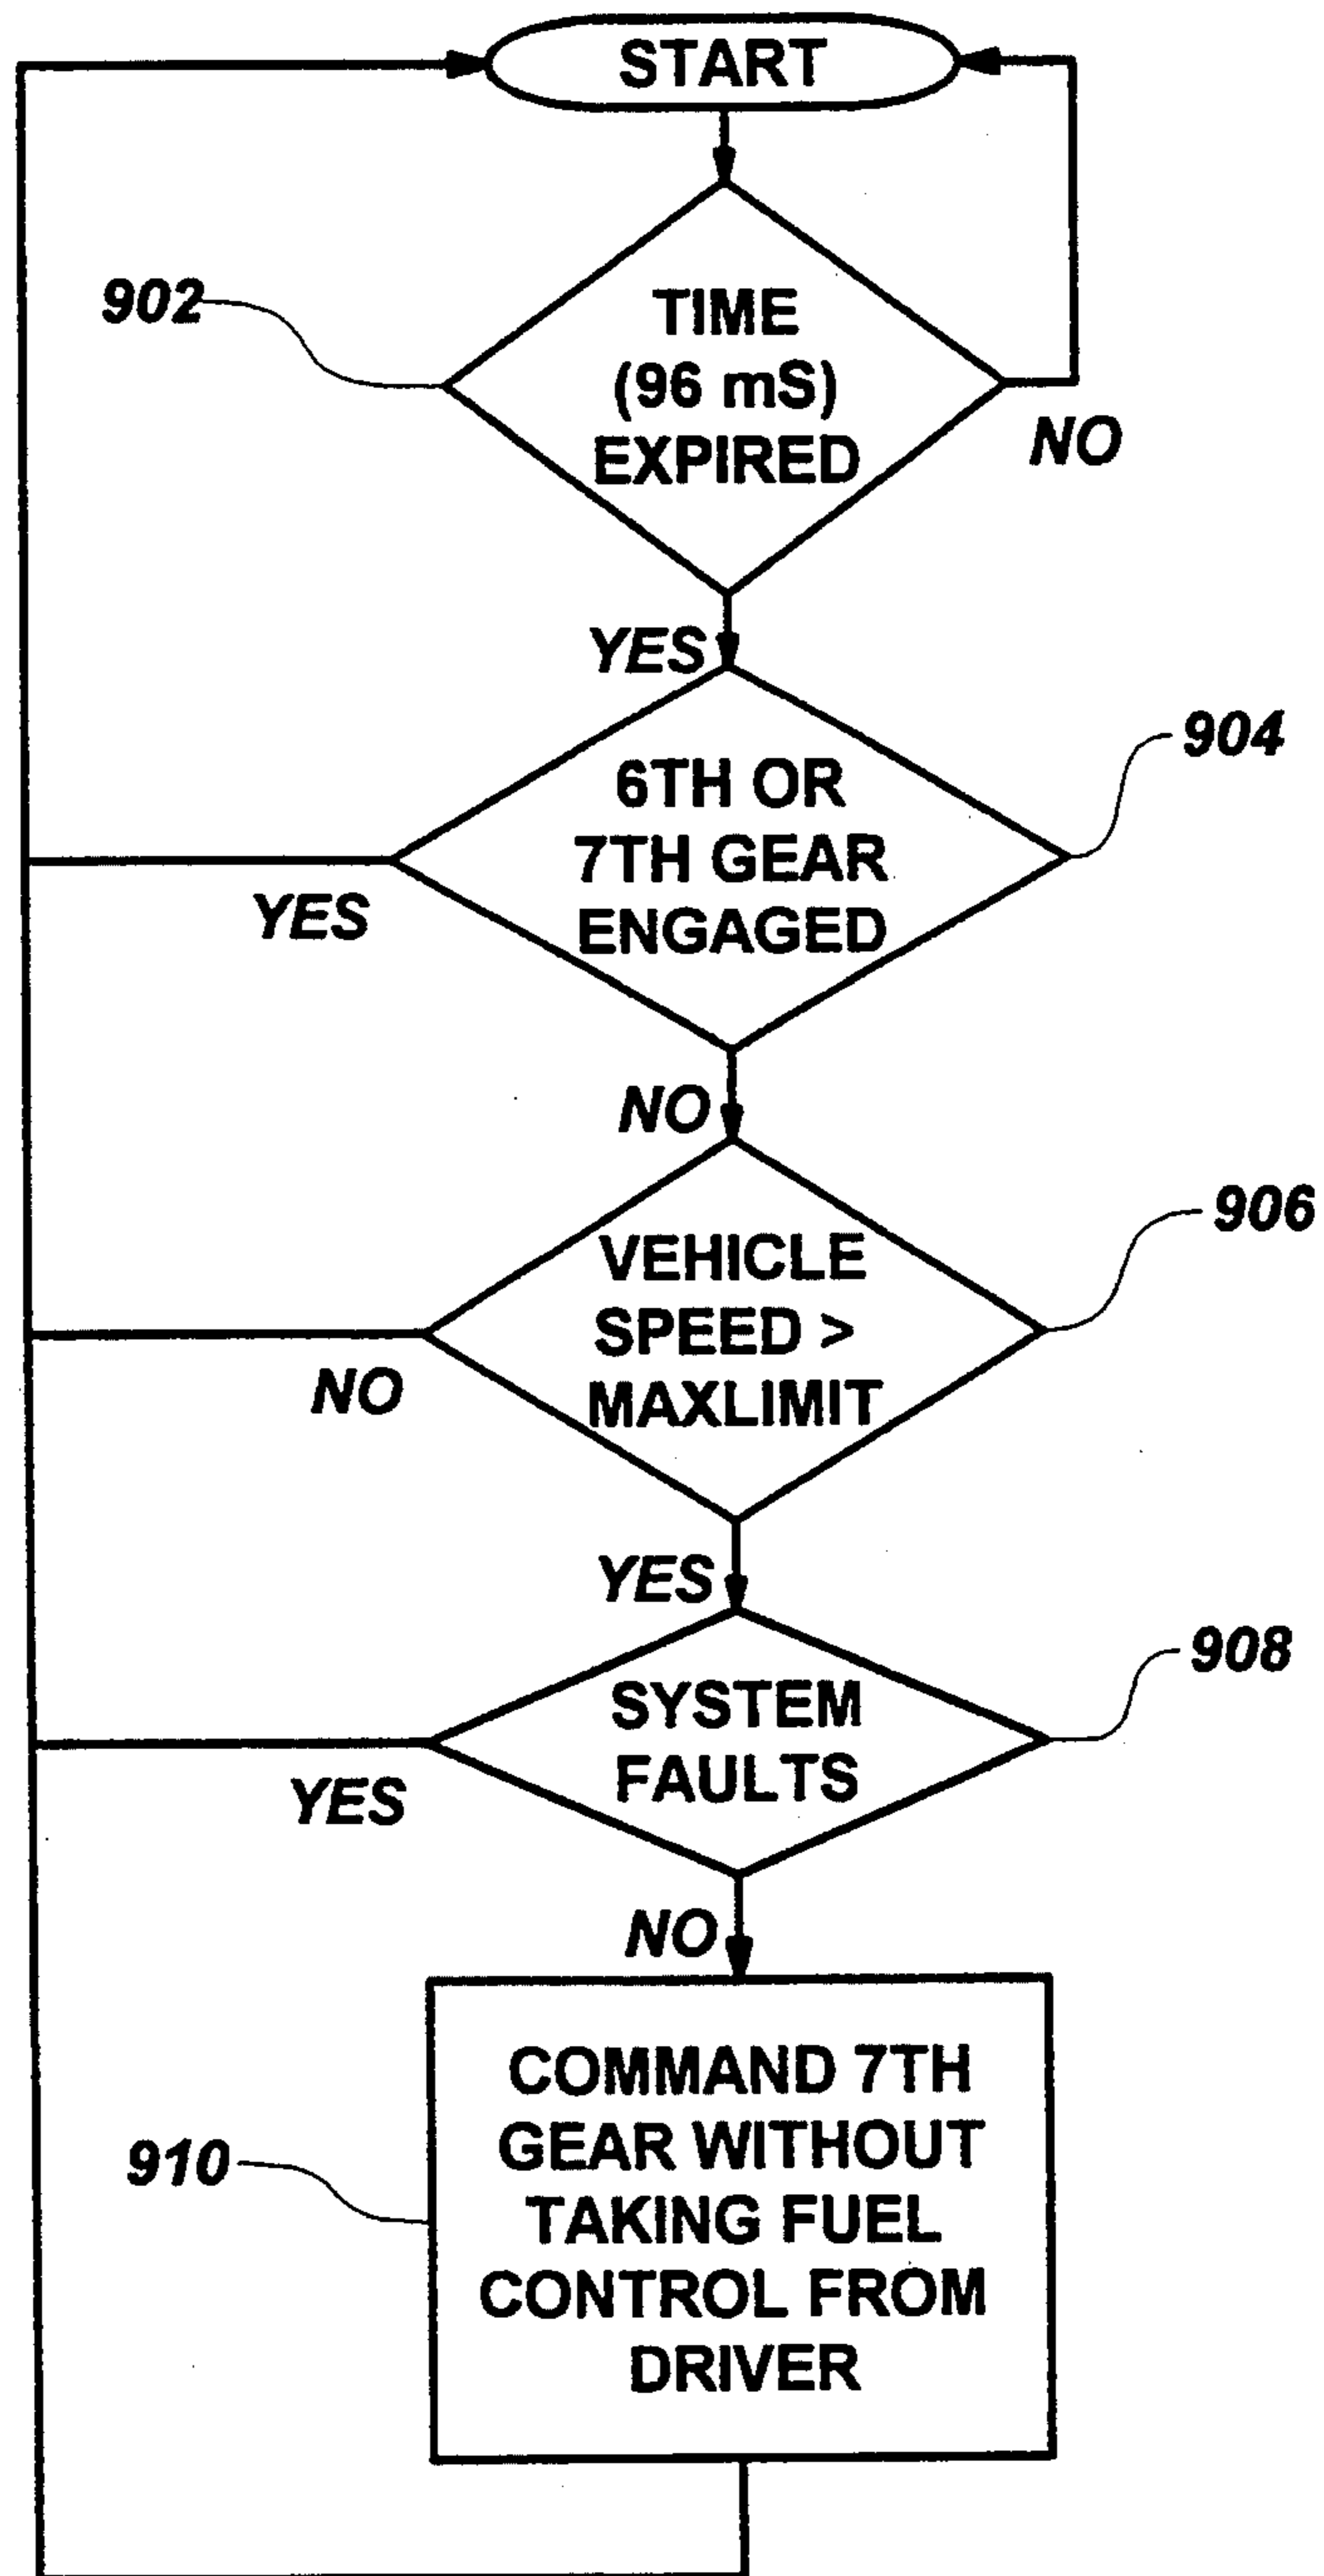 START
902
TIME
(96 mS)
EXPIRED
NO
YES
904
6TH OR
7TH GEAR
ENGAGED
YES
NO
906
VEHICLE
SPEED >
MAXLIMIT
NO
YES
908
SYSTEM
FAULTS
YES
NO
910
COMMAND 7TH
GEAR WITHOUT
TAKING FUEL
CONTROL FROM
DRIVER